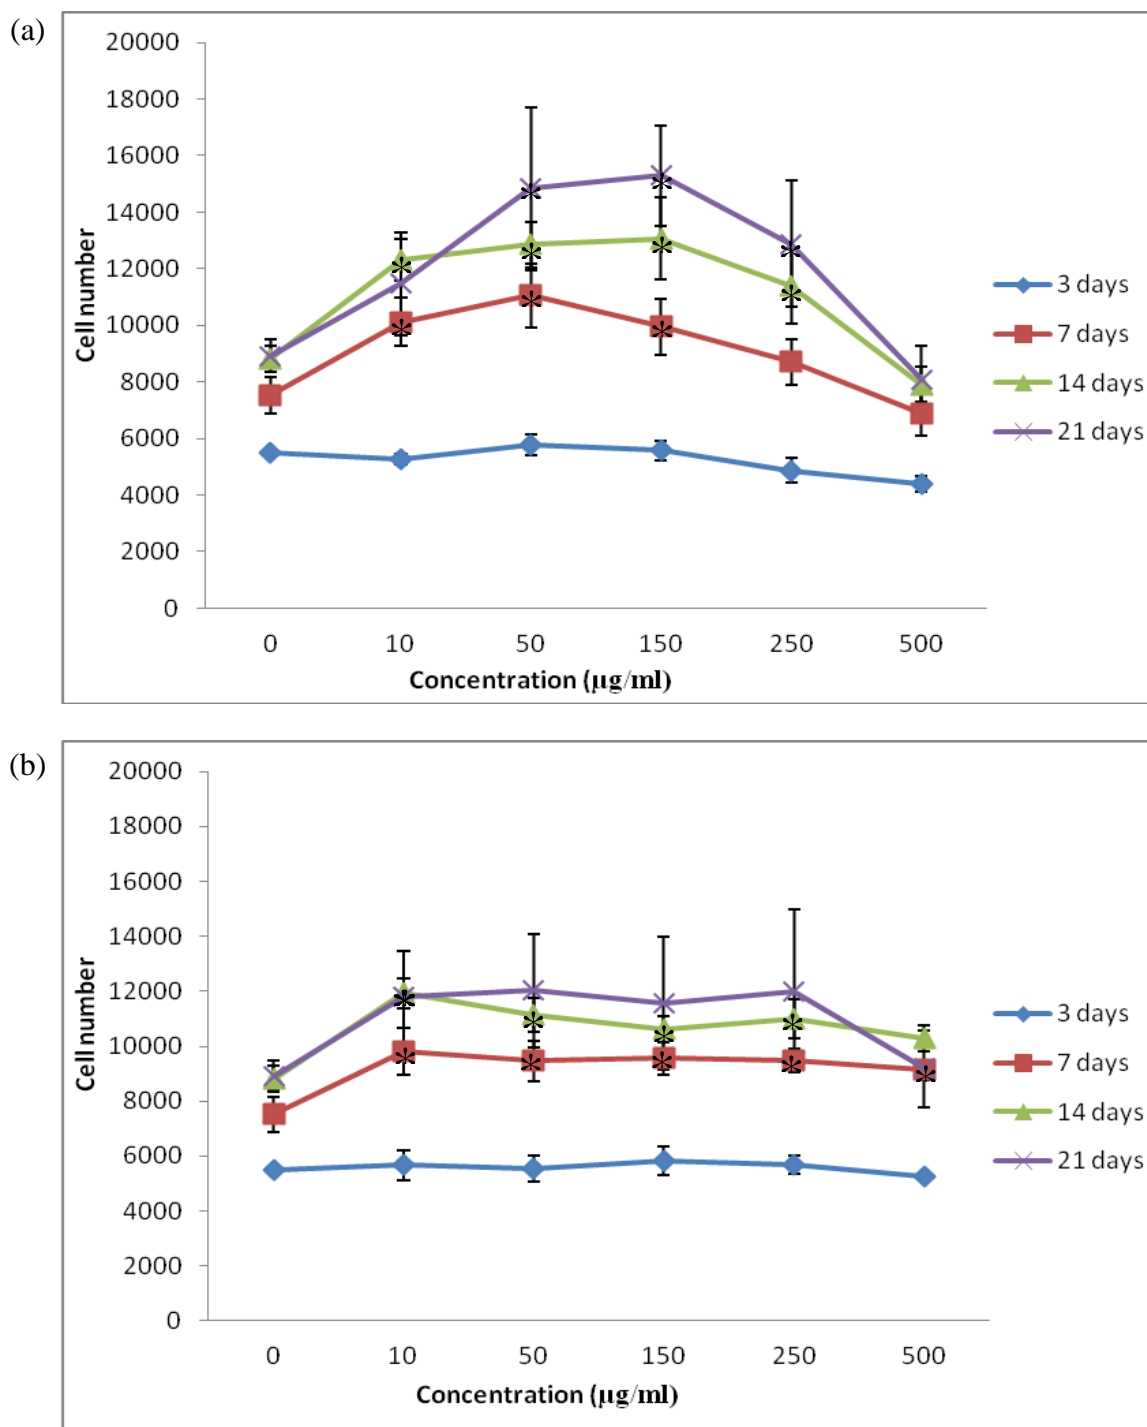 (a)
20000
18000
16000
14000
12000
10000
8000
6000
4000
2000
0
Cell number
0 10 50 150 250 500
Concentration (µg/ml)
3 days
7 days
14 days
21 days
(b)
20000
18000
16000
14000
12000
10000
8000
6000
4000
2000
0
Cell number
0 10 50 150 250 500
Concentration (µg/ml)
3 days
7 days
14 days
21 days